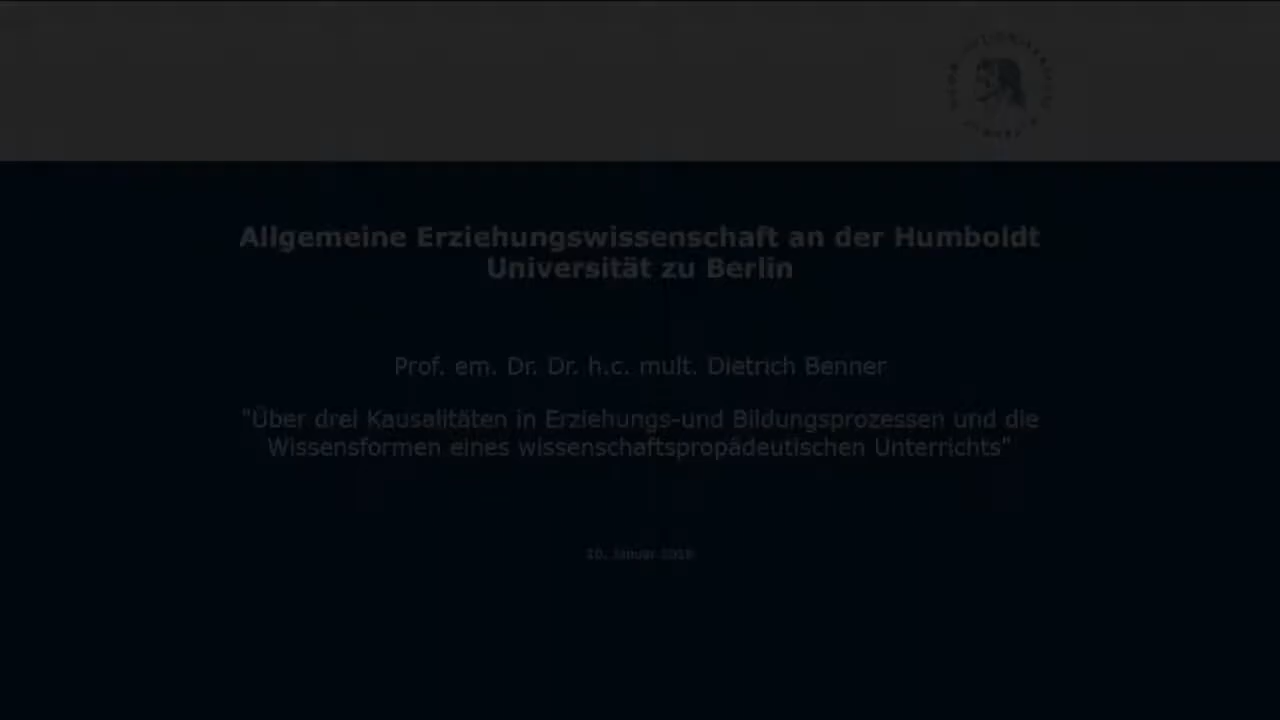 Allgemeine Erziehungswissenschaft an der Humboldt
Universität zu Berlin
Prof. em. Dr. Dr. h.c. mult. Dietrich Benner
"Über drei Kausalitäten in Erziehungs-und Bildungsprozessen und die
Wissensformen eines wissenschaftspropädeutischen Unterrichts"
Januar